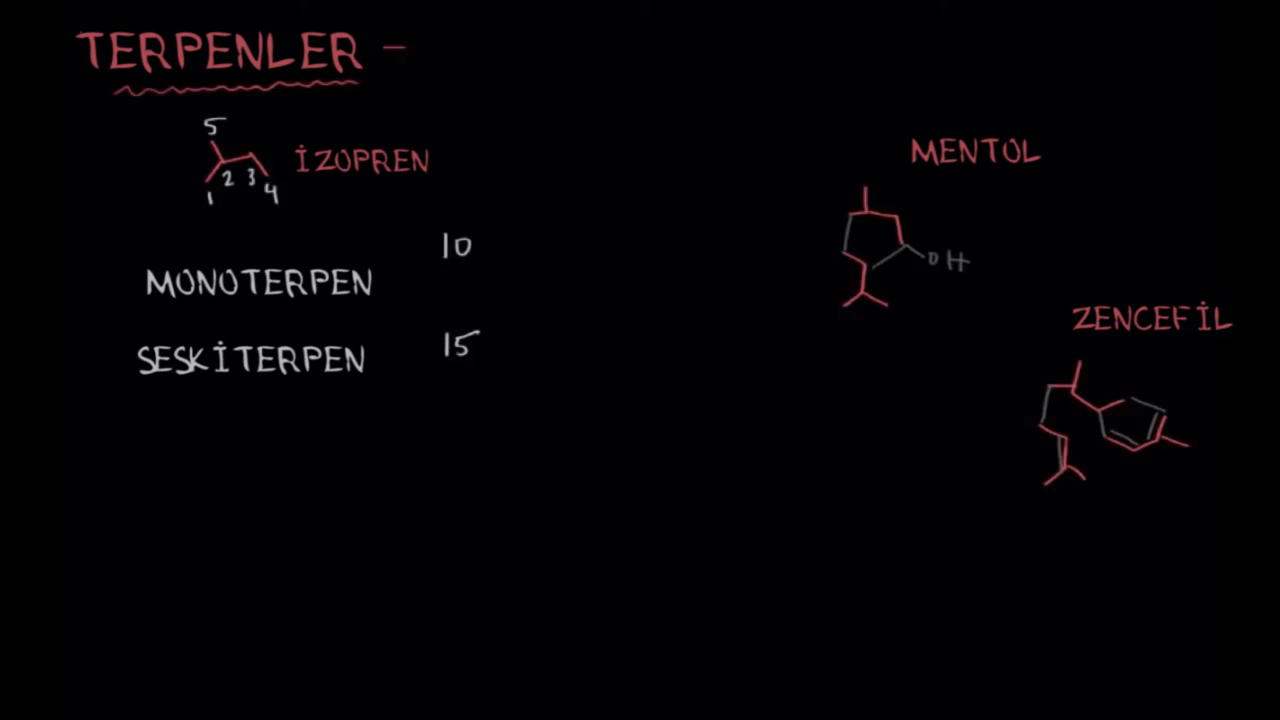 TERPENLER -
5
İZOPREN
1 2 3 4
MONOTERPEN 10
SESKİTERPEN 15
MENTOL
OH
ZENCEFİL